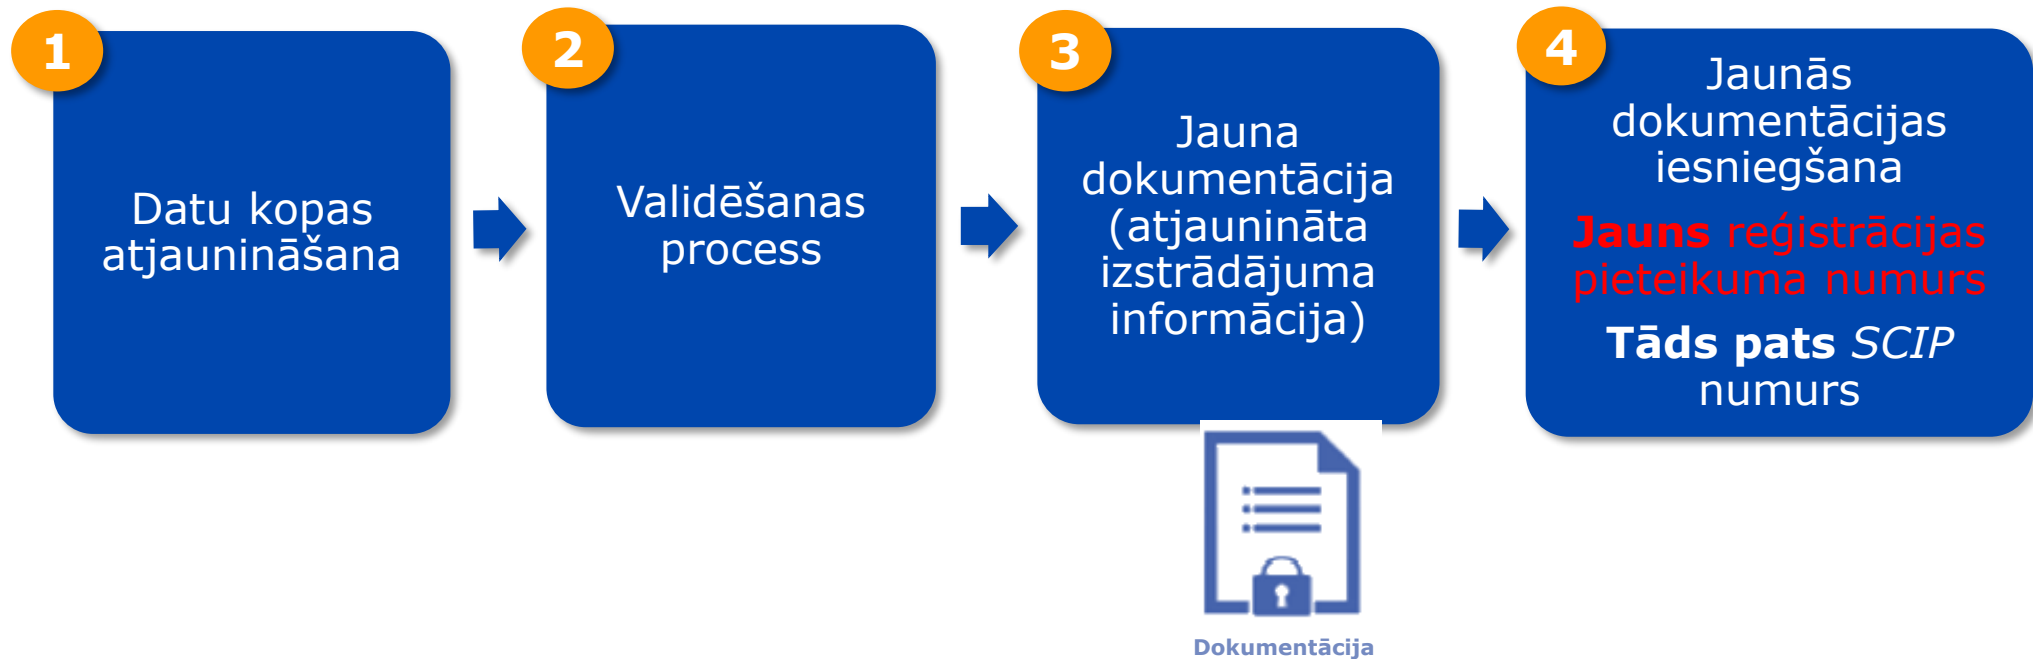 1
Datu kopas
atjaunināšana
2
Validēšanas
process
3
Jauna
dokumentācija
(atjaunināta
izstrādājuma
informācija)
4
Jaunās
dokumentācijas
iesniegšana
Jauns reģistrācijas
pieteikuma numurs
Tāds pats SCIP
numurs
Dokumentācija